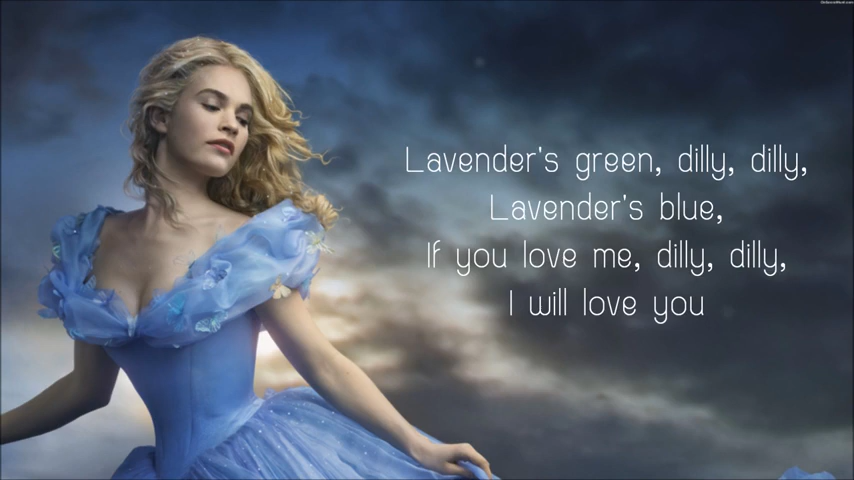 Lavender's green, dilly, dilly,
Lavender's blue,
If you love me, dilly, dilly,
I will love you